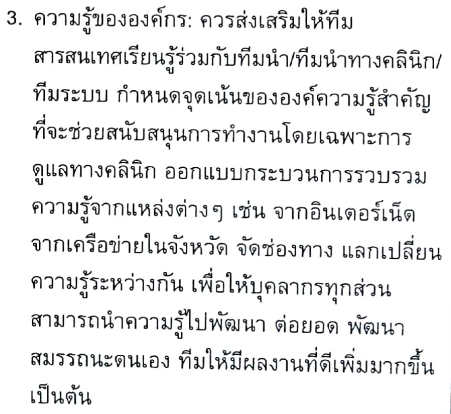 3. ความรู้ขององค์กร: ควรส่งเสริมให้ทีม
สารสนเทศเรียนรู้ร่วมกับทีมนำ/ทีมนำทางคลินิก/
ทีมระบบ กำหนดจุดเน้นขององค์ความรู้สำคัญ
ที่จะช่วยสนับสนุนการทำงานโดยเฉพาะการ
ดูแลทางคลินิก ออกแบบกระบวนการรวบรวม
ความรู้จากแหล่งต่างๆ เช่น จากอินเตอร์เน็ต
จากเครือข่ายในจังหวัด จัดช่องทาง แลกเปลี่ยน
ความรู้ระหว่างกัน เพื่อให้บุคลากรทุกส่วน
สามารถนำความรู้ไปพัฒนา ต่อยอด พัฒนา
สมรรถนะตนเอง ทีมให้มีผลงานที่ดีเพิ่มมากขึ้น
เป็นต้น